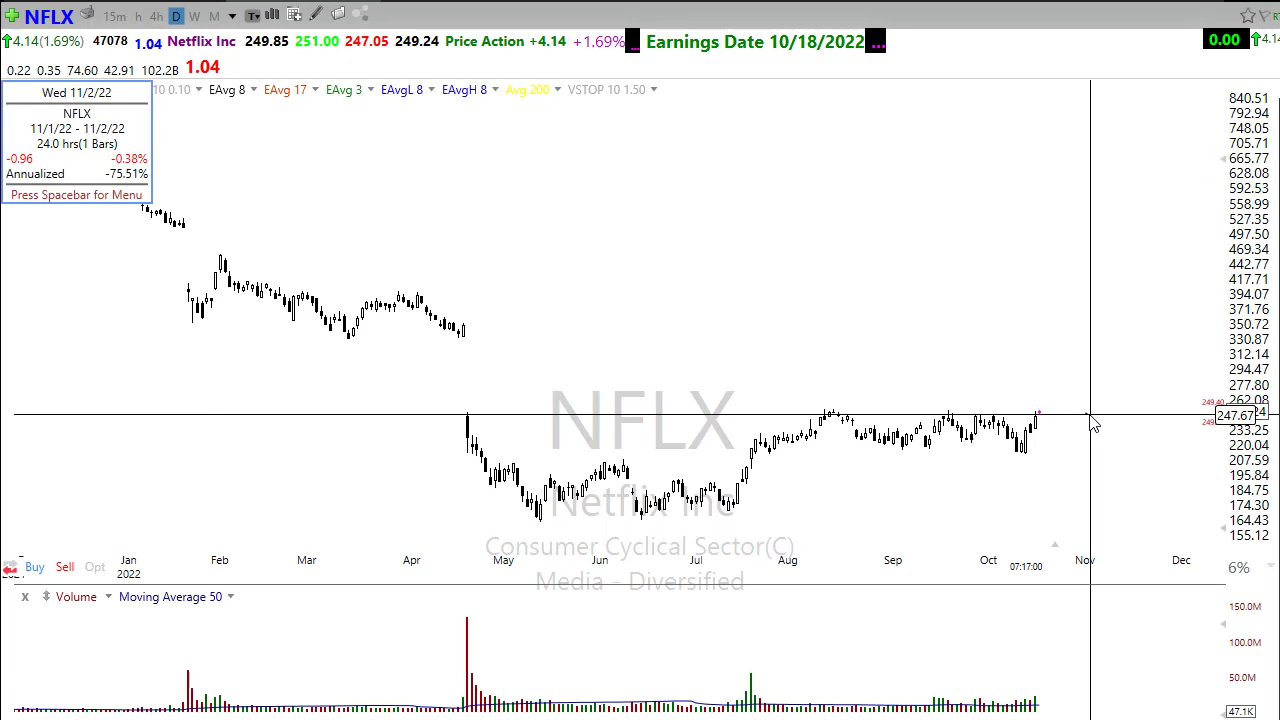 NFLX 15m h 4h D W M
4.14(1.69%) 47078 1.04 Netflix Inc 249.85 251.00 247.05 249.24 Price Action +4.14 +1.69% ... Earnings Date 10/18/2022 ... 0.00
0.22 0.35 74.60 42.91 102.2B 1.04
10 0.10 EAvg 8 EAvg 17 EAvg 3 EAvgL 8 EAvgH 8 Avg 200 VSTOP 10 1.50
Wed 11/2/22
NFLX
11/1/22 - 11/2/22
24.0 hrs(1 Bars)
-0.96 -0.38%
Annualized -75.51%
Press Spacebar for Menu
840.51
792.94
748.05
705.71
665.77
628.08
592.53
558.99
527.35
497.50
469.34
442.77
417.71
394.07
371.76
350.72
330.87
312.14
294.47
277.80
262.08
249.40
247.67
233.25
220.04
207.59
195.84
184.75
174.30
164.43
155.12
NFLX
Netflix Inc
Consumer Cyclical Sector(C)
Media - Diversified
Jan Feb Mar Apr May Jun Jul Aug Sep Oct Nov Dec
2022 07:17:00
Buy Sell Opt 6%
x Volume Moving Average 50
150.0M
100.0M
50.0M
47.1K